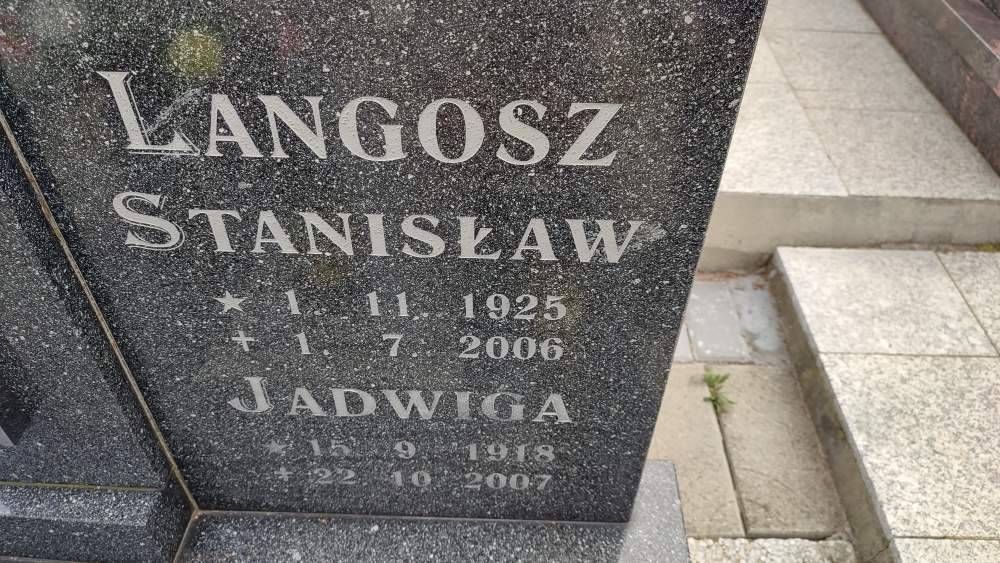 LANGOSZ
STANISŁAW
★ 1. 11. 1925
+ 1. 7. 2006
JADWIGA
★ 15 9 1918
+ 22 10 2007